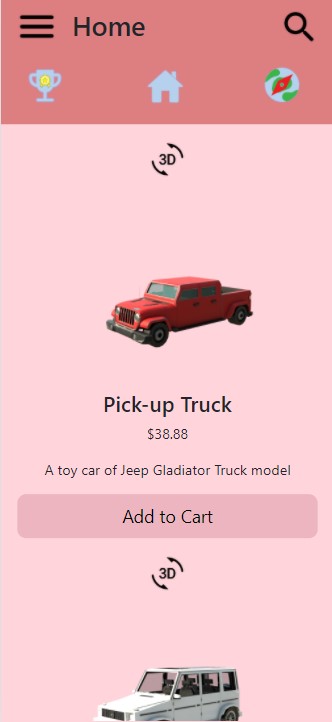 Home
3D
Pick-up Truck
$38.88
A toy car of Jeep Gladiator Truck model
Add to Cart
3D